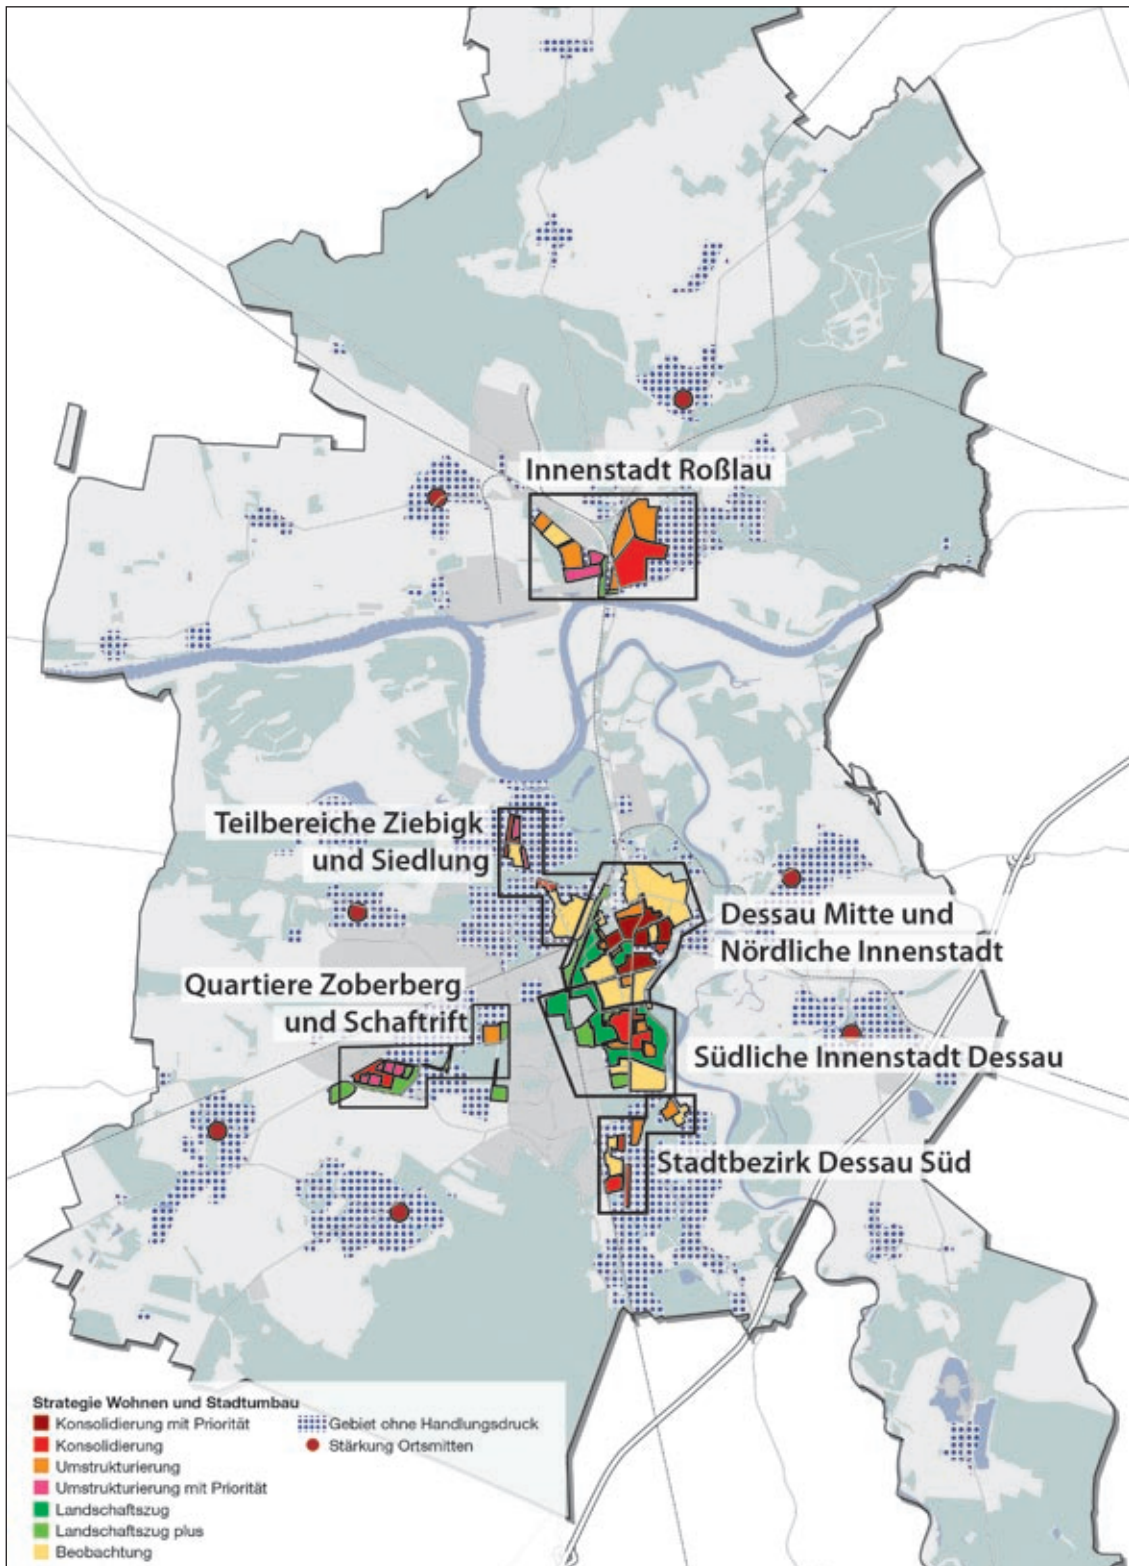 Innenstadt Roßlau
Teilbereiche Ziebigk
und Siedlung
Dessau Mitte und
Nördliche Innenstadt
Quartiere Zoberberg
und Schaftrift
Südliche Innenstadt Dessau
Stadtbezirk Dessau Süd
Strategie Wohnen und Stadtumbau
Konsolidierung mit Priorität
Konsolidierung
Umstrukturierung
Umstrukturierung mit Priorität
Landschaftszug
Landschaftszug plus
Beobachtung
Gebiet ohne Handlungsdruck
Stärkung Ortsmitten